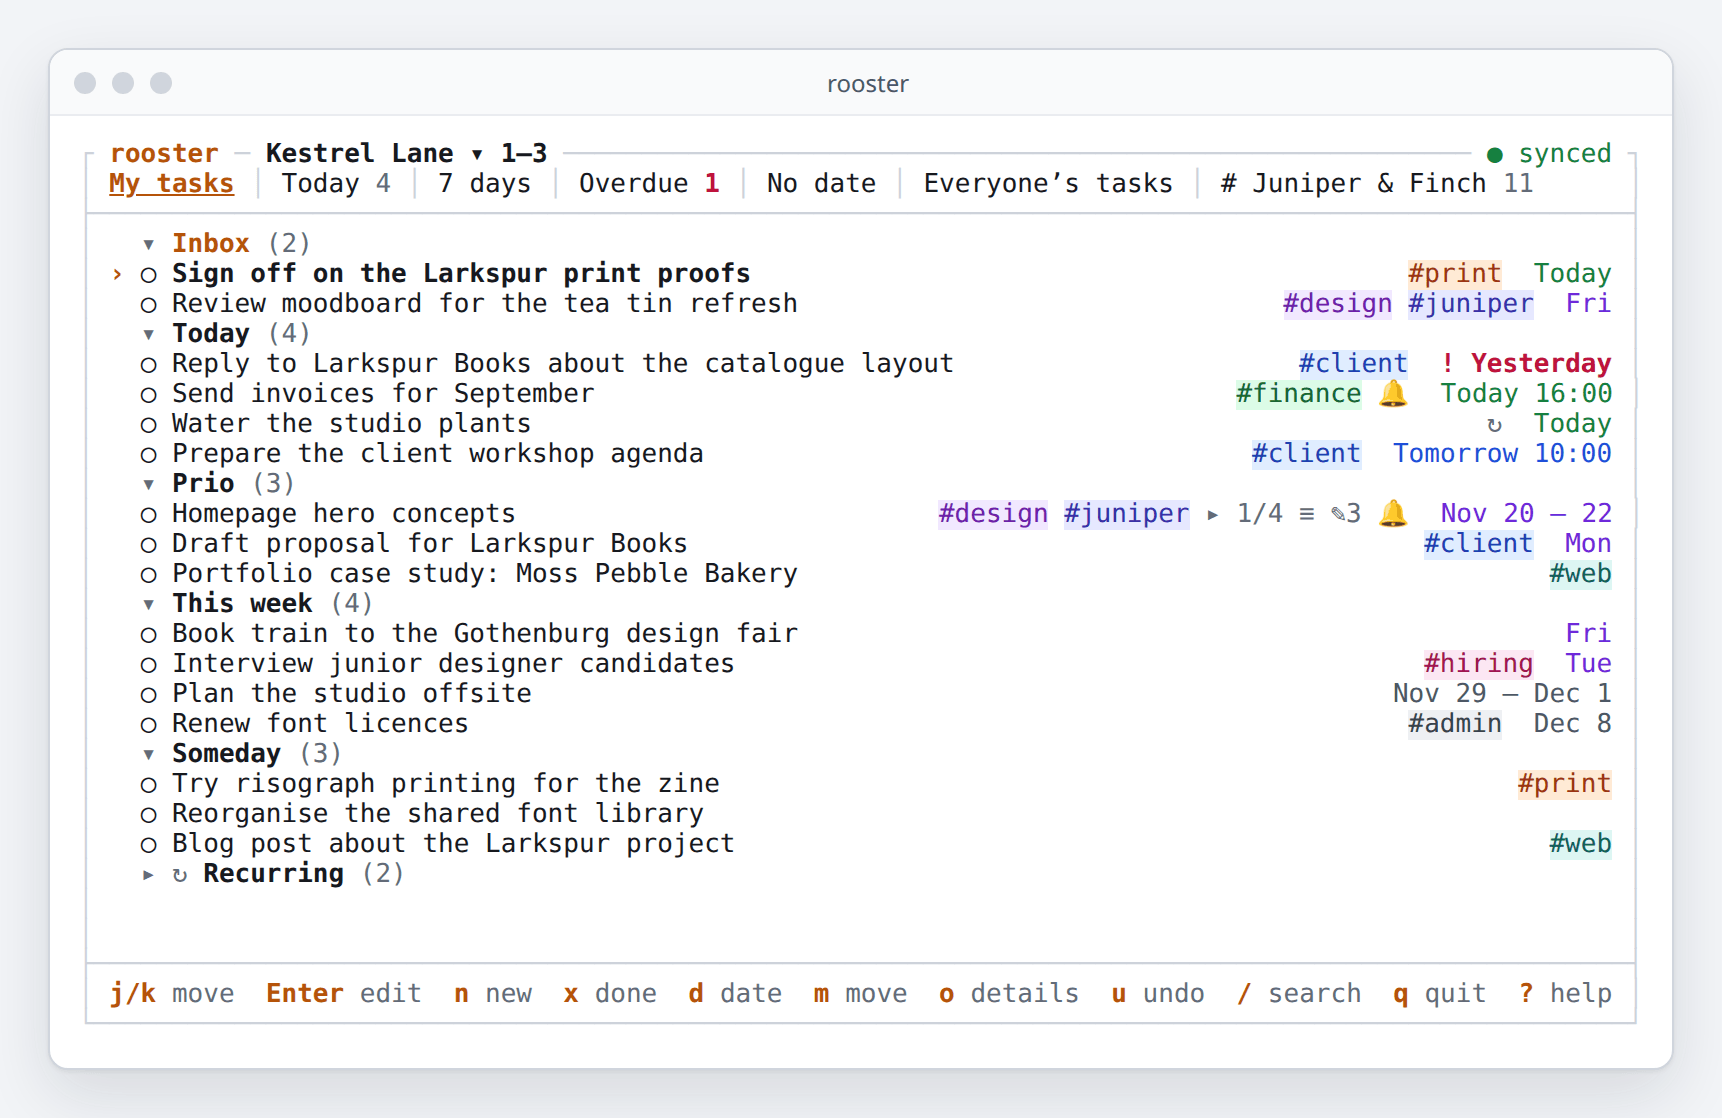 rooster
rooster — Kestrel Lane ▾ 1–3 ● synced
My tasks │ Today 4 │ 7 days │ Overdue 1 │ No date │ Everyone’s tasks │ # Juniper & Finch 11
▾ Inbox (2)
› ○ Sign off on the Larkspur print proofs #print Today
○ Review moodboard for the tea tin refresh #design #juniper Fri
▾ Today (4)
○ Reply to Larkspur Books about the catalogue layout #client ! Yesterday
○ Send invoices for September #finance 🔔 Today 16:00
○ Water the studio plants ↻ Today
○ Prepare the client workshop agenda #client Tomorrow 10:00
▾ Prio (3)
○ Homepage hero concepts #design #juniper ▸ 1/4 ≡ ✎3 🔔 Nov 20 – 22
○ Draft proposal for Larkspur Books #client Mon
○ Portfolio case study: Moss Pebble Bakery #web
▾ This week (4)
○ Book train to the Gothenburg design fair Fri
○ Interview junior designer candidates #hiring Tue
○ Plan the studio offsite Nov 29 – Dec 1
○ Renew font licences #admin Dec 8
▾ Someday (3)
○ Try risograph printing for the zine #print
○ Reorganise the shared font library
○ Blog post about the Larkspur project #web
▸ ↻ Recurring (2)
j/k move Enter edit n new x done d date m move o details u undo / search q quit ? help